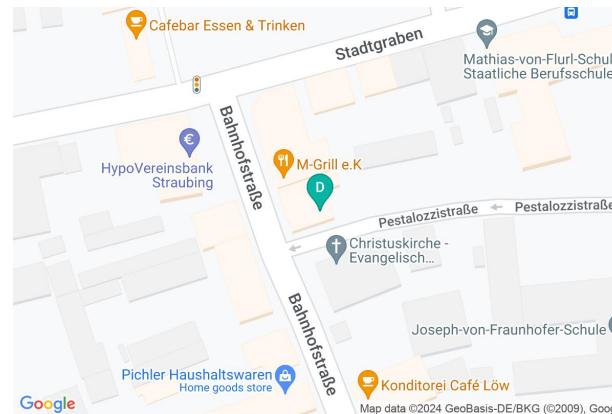 Cafebar Essen & Trinken
Stadtgraben
Mathias-von-Flurl-Schul
Staatliche Berufsschule
HypoVereinsbank
Straubing
€
Bahnhofstraße
M-Grill e.K
D
Pestalozzistraße
Pestalozzistraße
Christuskirche -
Evangelisch...
Bahnhofstraße
Joseph-von-Fraunhofer-Schule
Pichler Haushaltswaren
Home goods store
Konditorei Café Löw
Google
Map data ©2024 GeoBasis-DE/BKG (©2009), Goog